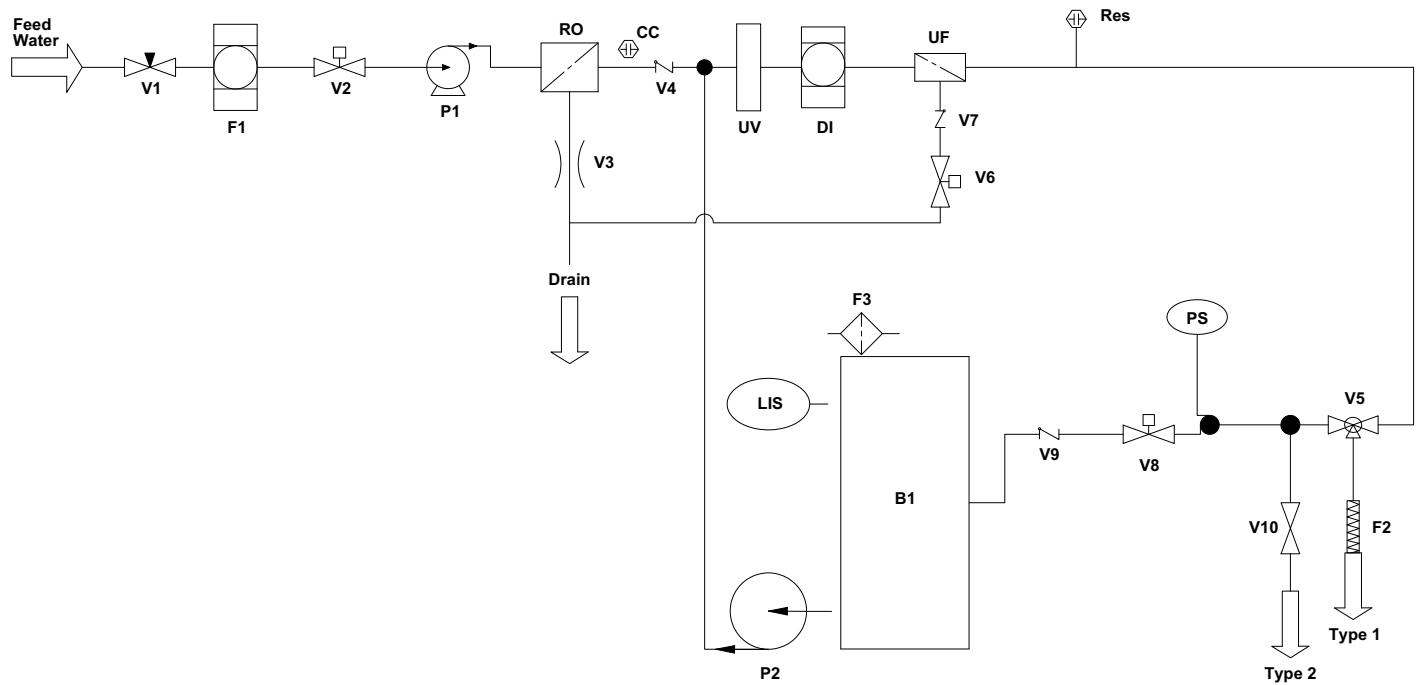 Feed
Water
V1
F1
V2
P1
RO
CC
V4
UV
DI
UF
Res
V3
V7
V6
Drain
F3
PS
LIS
V5
V9
V8
B1
V10
F2
Type 1
P2
Type 2